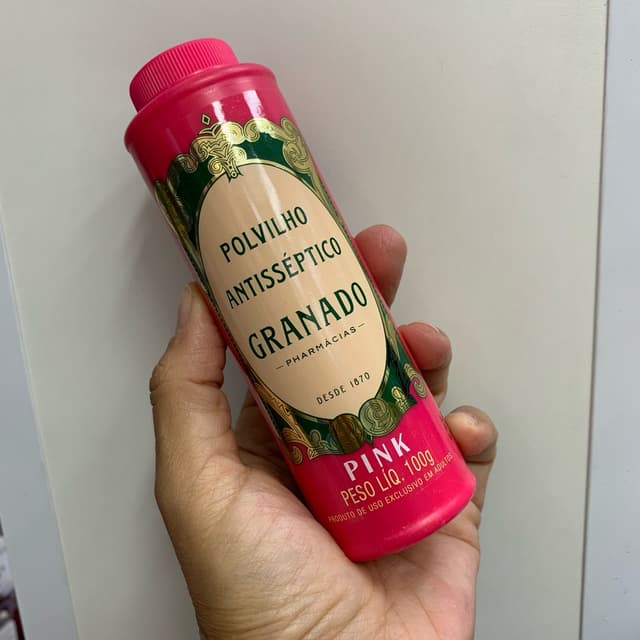 POLVILHO
ANTISSÉPTICO
GRANADO
PHARMÁCIAS
DESDE 1870
PINK
PESO LÍQ. 100g
PRODUTO DE USO EXCLUSIVO EM ADULTOS